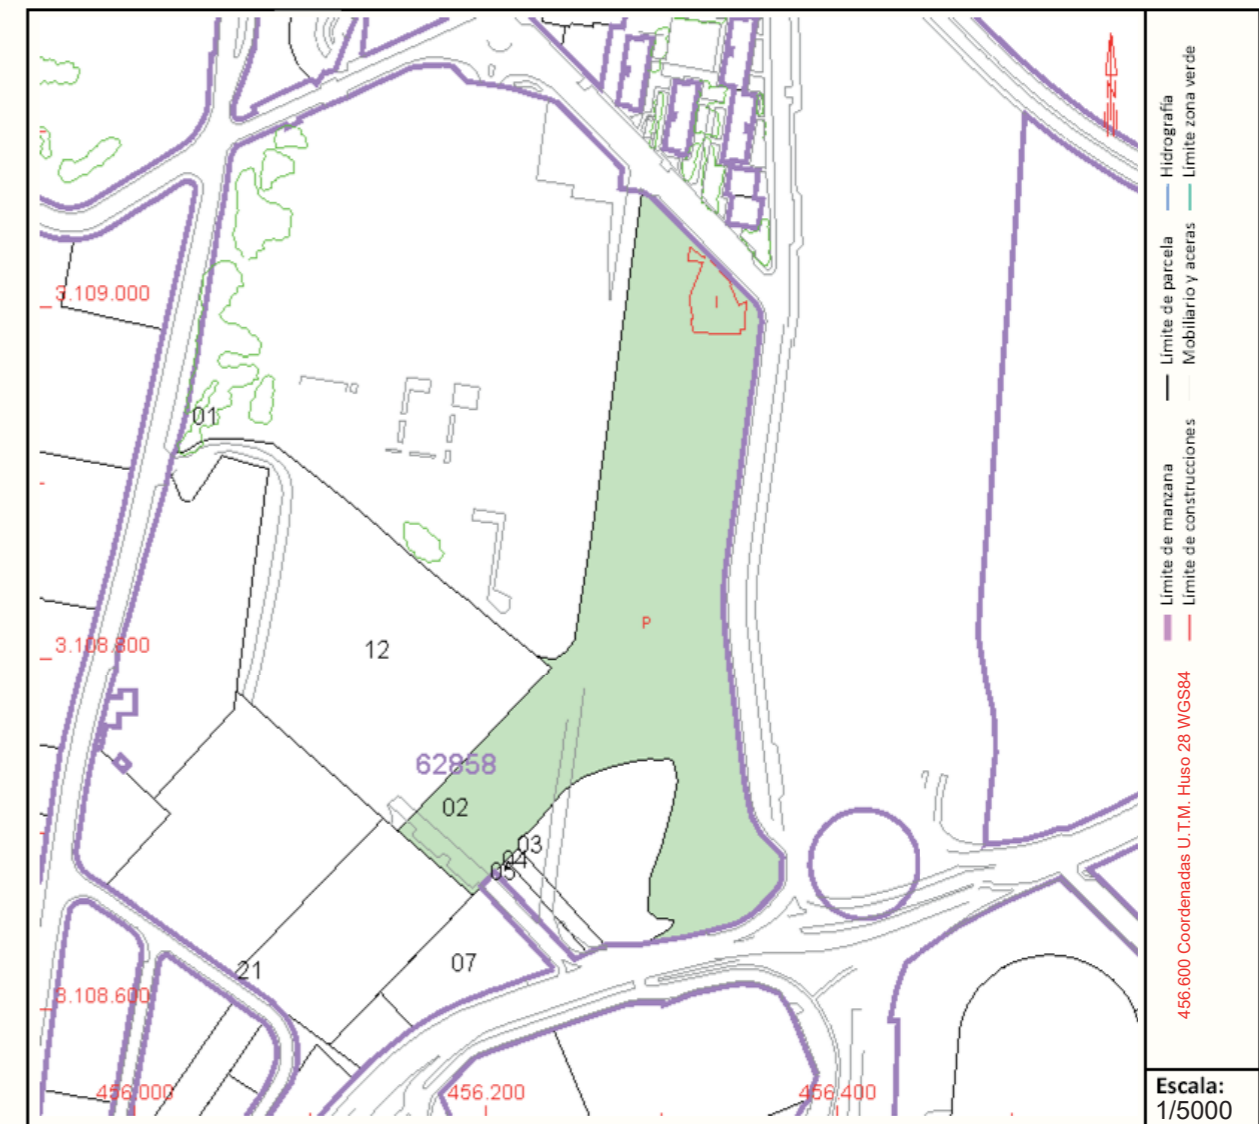 3.109.000
I
01
P
12
3.108.800
62858
02
03
04
05
07
21
3.108.600
456.000
456.200
456.400
N
Hidrografía
Límite zona verde
Límite de parcela
Mobiliario y aceras
Límite de manzana
Límite de construcciones
456.600 Coordenadas U.T.M. Huso 28 WGS84
Escala:
1/5000